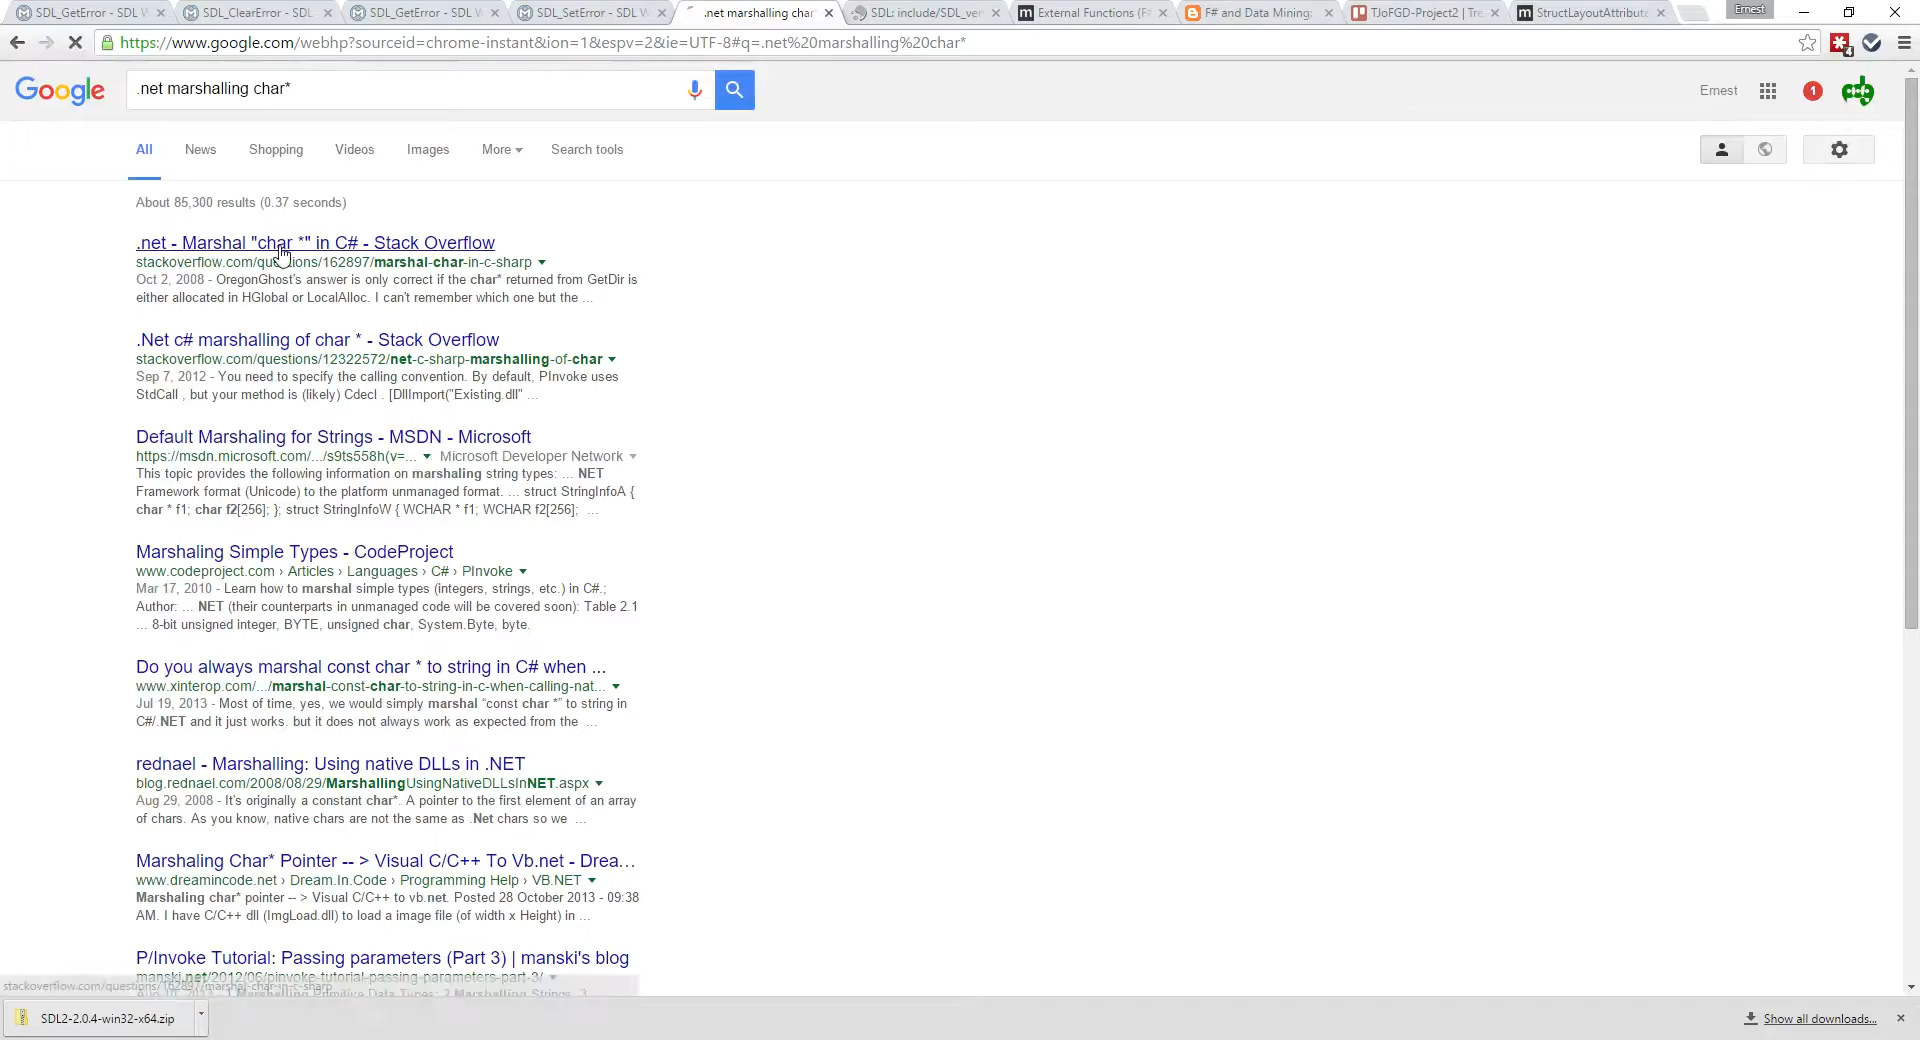 SDL_GetError - SDL W
SDL_ClearError - SDL
SDL_GetError - SDL W
SDL_SetError - SDL W
.net marshalling char
SDL: include/SDL_ver
External Functions (F#
F# and Data Mining:
TJoFGD-Project2 | Tre
StructLayoutAttribute
Ernest
https://www.google.com/webhp?sourceid=chrome-instant&ion=1&espv=2&ie=UTF-8#q=.net%20marshalling%20char*
4
Google
.net marshalling char*
Ernest
1
All
News
Shopping
Videos
Images
More
Search tools
About 85,300 results (0.37 seconds)
.net - Marshal "char *" in C# - Stack Overflow
stackoverflow.com/questions/162897/marshal-char-in-c-sharp
Oct 2, 2008 - OregonGhost's answer is only correct if the char* returned from GetDir is
either allocated in HGlobal or LocalAlloc. I can't remember which one but the ...
.Net c# marshalling of char * - Stack Overflow
stackoverflow.com/questions/12322572/net-c-sharp-marshalling-of-char
Sep 7, 2012 - You need to specify the calling convention. By default, PInvoke uses
StdCall , but your method is (likely) Cdecl . [DllImport("Existing.dll" ...
Default Marshaling for Strings - MSDN - Microsoft
https://msdn.microsoft.com/.../s9ts558h(v=... Microsoft Developer Network
This topic provides the following information on marshaling string types: ... NET
Framework format (Unicode) to the platform unmanaged format. ... struct StringInfoA {
char * f1; char f2[256]; }; struct StringInfoW { WCHAR * f1; WCHAR f2[256]; ...
Marshaling Simple Types - CodeProject
www.codeproject.com › Articles › Languages › C# › PInvoke
Mar 17, 2010 - Learn how to marshal simple types (integers, strings, etc.) in C#.;
Author: ... NET (their counterparts in unmanaged code will be covered soon): Table 2.1
... 8-bit unsigned integer, BYTE, unsigned char, System.Byte, byte.
Do you always marshal const char * to string in C# when ...
www.xinterop.com/.../marshal-const-char-to-string-in-c-when-calling-nat...
Jul 19, 2013 - Most of time, yes, we would simply marshal “const char *” to string in
C#/.NET and it just works. but it does not always work as expected from the ...
rednael - Marshalling: Using native DLLs in .NET
blog.rednael.com/2008/08/29/MarshallingUsingNativeDLLsInNET.aspx
Aug 29, 2008 - It's originally a constant char*. A pointer to the first element of an array
of chars. As you know, native chars are not the same as .Net chars so we ...
Marshaling Char* Pointer -- > Visual C/C++ To Vb.net - Drea...
www.dreamincode.net › Dream.In.Code › Programming Help › VB.NET
Marshaling char* pointer -- > Visual C/C++ to vb.net. Posted 28 October 2013 - 09:38
AM. I have C/C++ dll (ImgLoad.dll) to load a image file (of width x Height) in ...
P/Invoke Tutorial: Passing parameters (Part 3) | manski's blog
manski.net/2012/06/pinvoke-tutorial-passing-parameters-part-3/
stackoverflow.com/questions/162897/marshal-char-in-c-sharp
Marshalling Primitive Data Types; 2 Marshalling Strings. 3
SDL2-2.0.4-win32-x64.zip
Show all downloads...